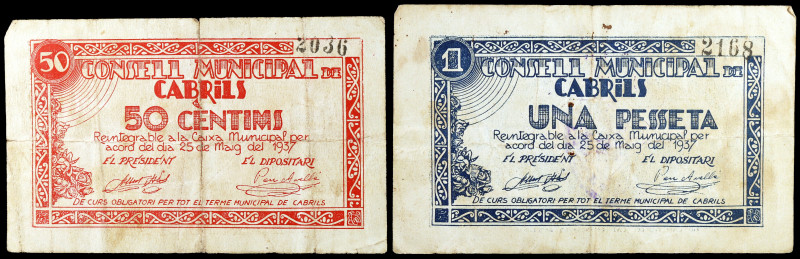 50
2036
CONSELL MUNICIPAL DE
CABRiLS
50 CENTIMS
Reintegrable a la Caixa Municipal per
acord del dia 25 de Maig del 1937
EL PRESIDENT EL DIPOSITARI
DE CURS OBLIGATORI PER TOT EL TERME MUNICIPAL DE CABRILS
1
2168
CONSELL MUNICIPAL DE
CABRiLS
UNA PESSETA
Reintegrable a la Caixa Municipal per
acord del dia 25 de Maig del 1937
EL PRESIDENT EL DIPOSITARI
DE CURS OBLIGATORI PER TOT EL TERME MUNICIPAL DE CABRILS